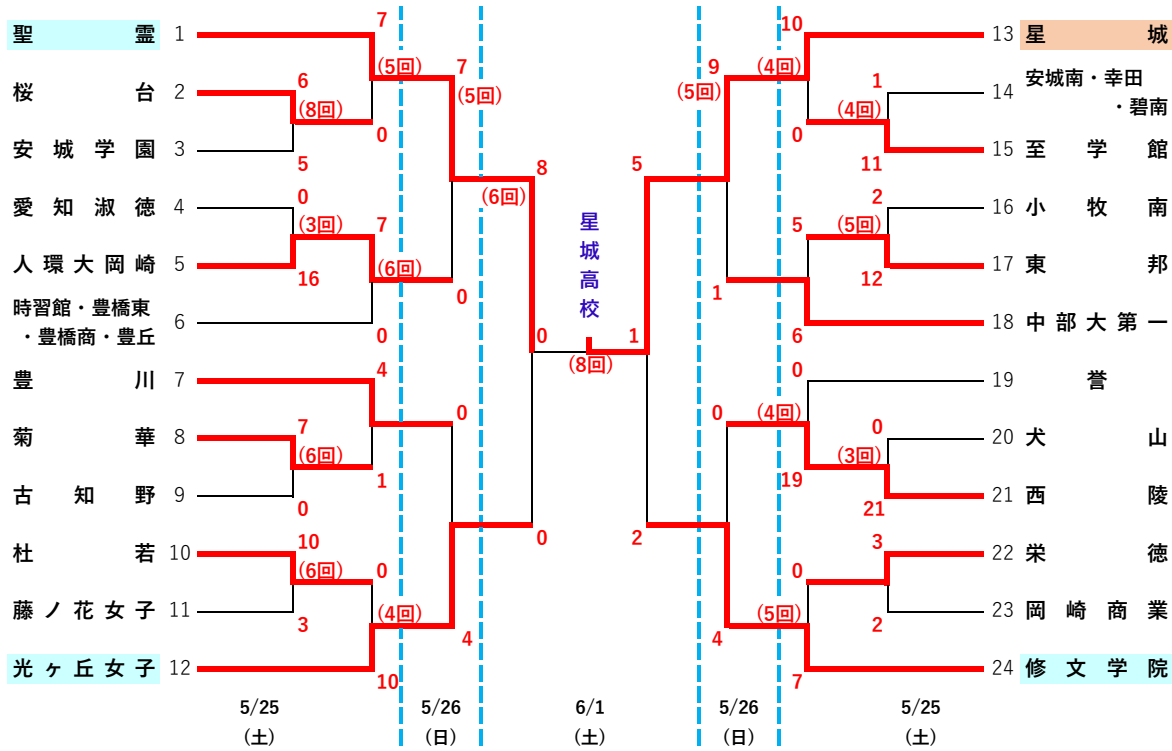 聖霊 1
桜台 2
安城学園 3
愛知淑徳 4
人環大岡崎 5
時習館・豊橋東
・豊橋商・豊丘 6
豊川 7
菊華 8
古知野 9
杜若 10
藤ノ花女子 11
光ヶ丘女子 12
7
(5回)
6
(8回)
0
5
0
(3回)
7
16
(6回)
0
4
7
(6回)
1
0
10
(6回)
0
3
(4回)
10
7
(5回)
0
0
4
8
(6回)
0
星城高校
0
1
(8回)
5
2
9
(5回)
1
0
4
10
(4回)
1
(4回)
0
11
2
5
(5回)
12
6
0
(4回)
0
(3回)
19
21
3
0
(5回)
2
7
13 星城
14 安城南・幸田
・碧南
15 至学館
16 小牧南
17 東邦
18 中部大第一
19 誉
20 犬山
21 西陵
22 栄徳
23 岡崎商業
24 修文学院
5/25
(土)
5/26
(日)
6/1
(土)
5/26
(日)
5/25
(土)